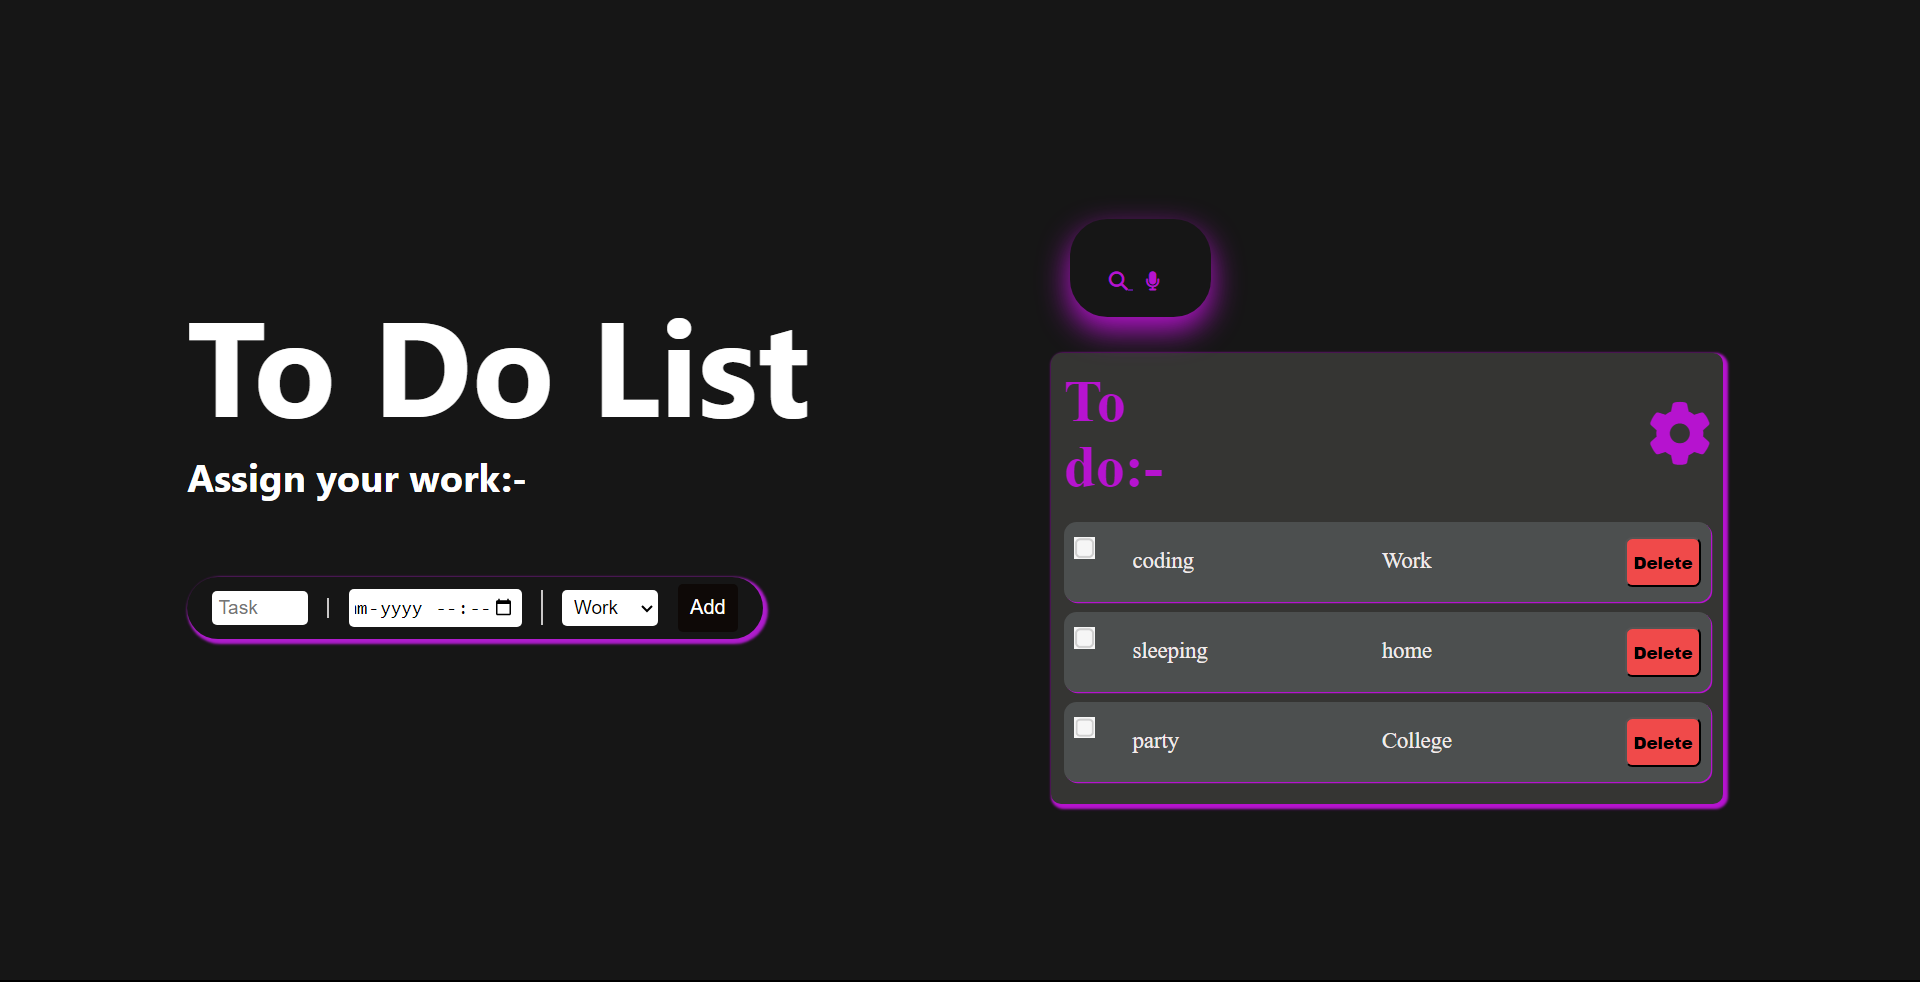 To Do List
Assign your work:-
Task | m-yyyy --:-- | Work Add
To
do:-
coding Work Delete
sleeping home Delete
party College Delete